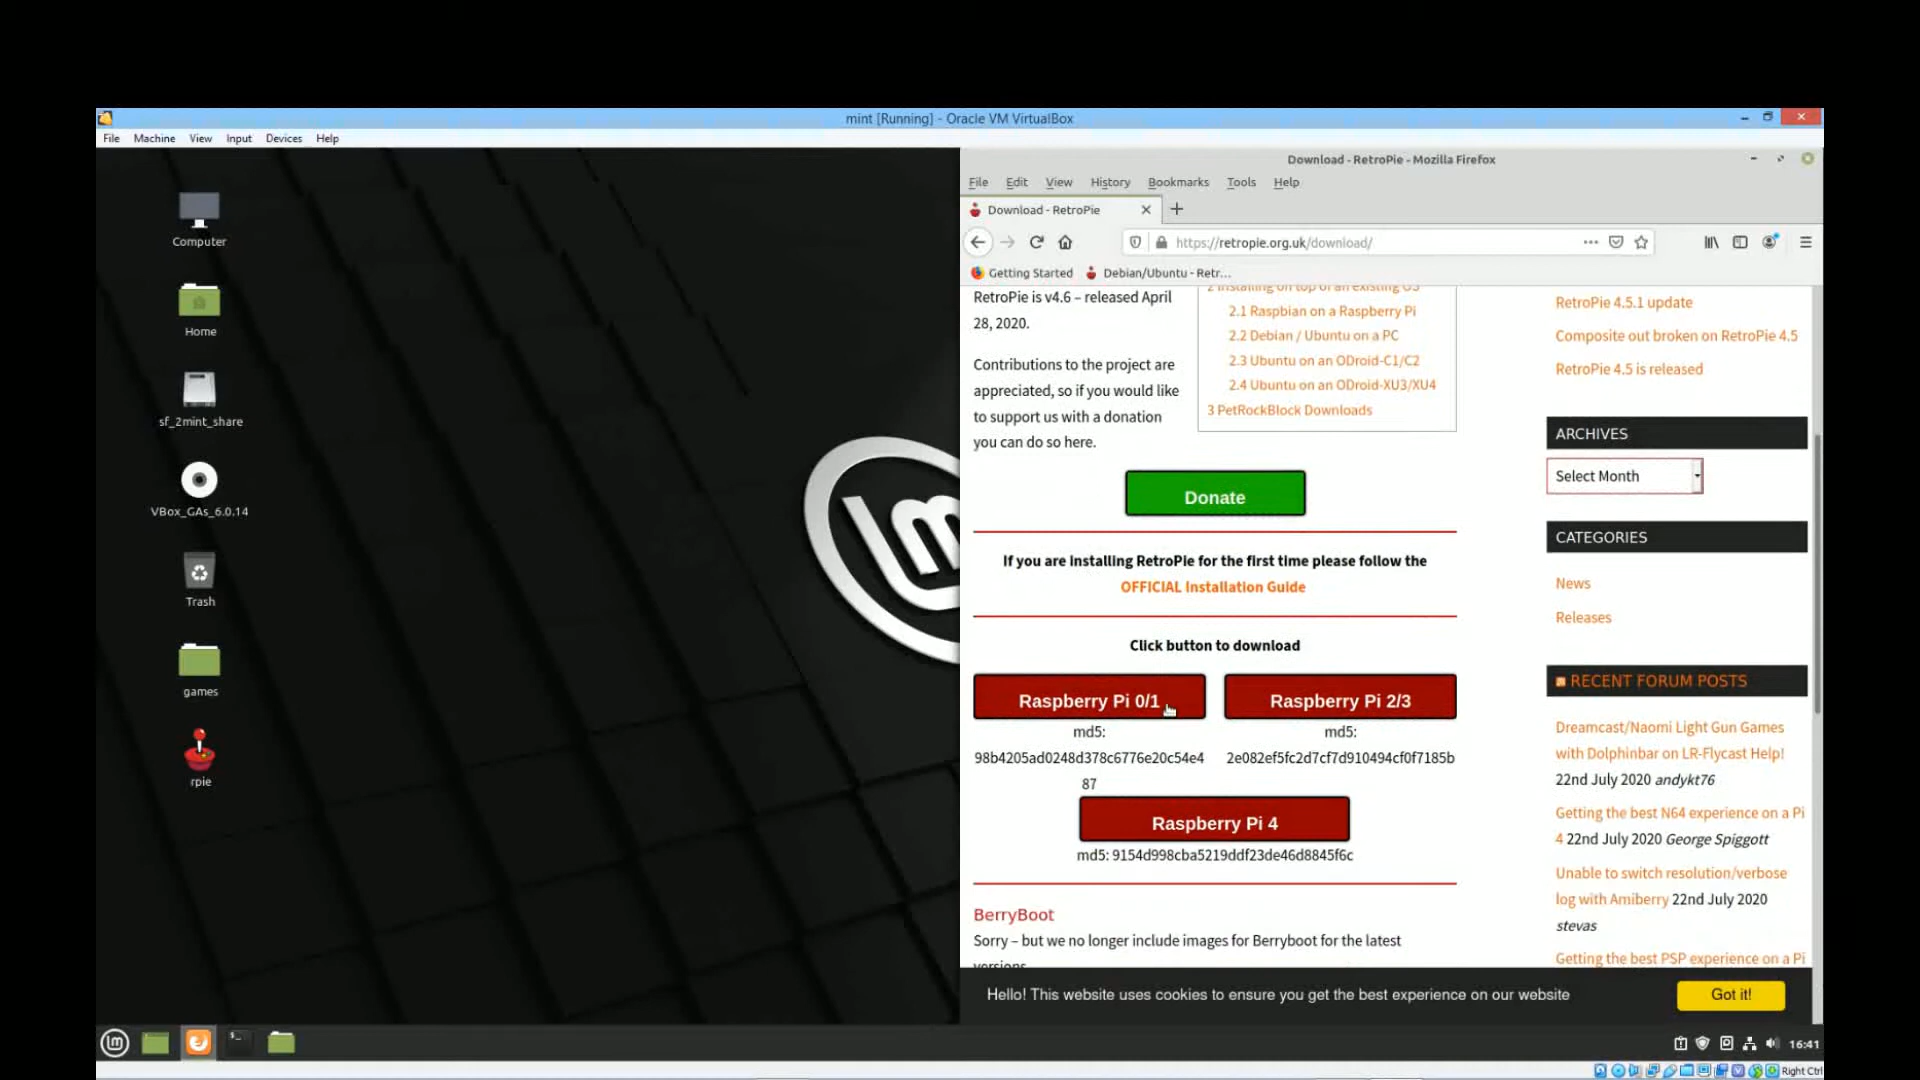 mint [Running] - Oracle VM VirtualBox
File Machine View Input Devices Help
Computer
Home
sf_2mint_share
VBox_GAs_6.0.14
Trash
games
rpie
Download - RetroPie - Mozilla Firefox
File Edit View History Bookmarks Tools Help
Download - RetroPie
https://retropie.org.uk/download/
Getting Started Debian/Ubuntu - Retr...
RetroPie is v4.6 – released April
28, 2020.
Contributions to the project are
appreciated, so if you would like
to support us with a donation
you can do so here.
2 Installing on top of an existing OS
2.1 Raspbian on a Raspberry Pi
2.2 Debian / Ubuntu on a PC
2.3 Ubuntu on an ODroid-C1/C2
2.4 Ubuntu on an ODroid-XU3/XU4
3 PetRockBlock Downloads
Donate
If you are installing RetroPie for the first time please follow the
OFFICIAL Installation Guide
Click button to download
Raspberry Pi 0/1
md5:
98b4205ad0248d378c6776e20c54e4
87
Raspberry Pi 2/3
md5:
2e082ef5fc2d7cf7d910494cf0f7185b
Raspberry Pi 4
md5: 9154d998cba5219ddf23de46d8845f6c
BerryBoot
Sorry – but we no longer include images for Berryboot for the latest
versions.
RetroPie 4.5.1 update
Composite out broken on RetroPie 4.5
RetroPie 4.5 is released
ARCHIVES
Select Month
CATEGORIES
News
Releases
RECENT FORUM POSTS
Dreamcast/Naomi Light Gun Games
with Dolphinbar on LR-Flycast Help!
22nd July 2020 andykt76
Getting the best N64 experience on a Pi
4 22nd July 2020 George Spiggott
Unable to switch resolution/verbose
log with Amiberry 22nd July 2020
stevas
Getting the best PSP experience on a Pi
Hello! This website uses cookies to ensure you get the best experience on our website
Got it!
16:41
Right Ctrl